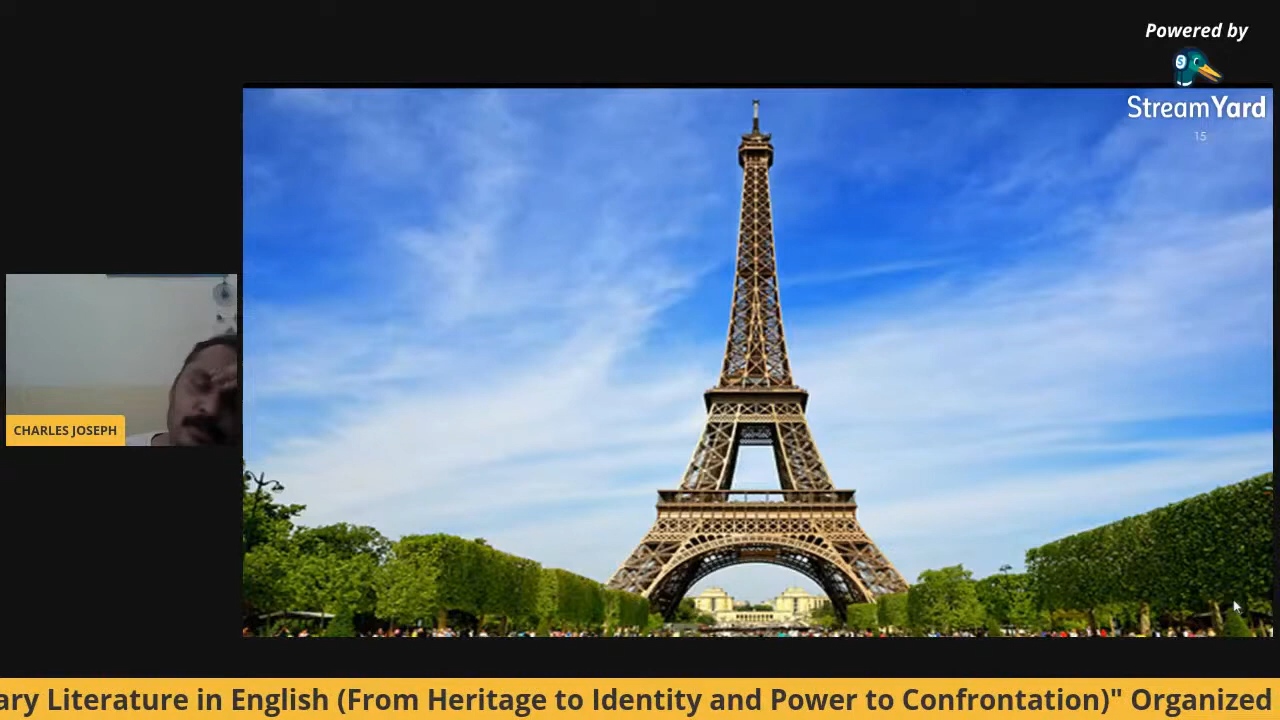 Powered by
StreamYard
15
CHARLES JOSEPH
ary Literature in English (From Heritage to Identity and Power to Confrontation)" Organized